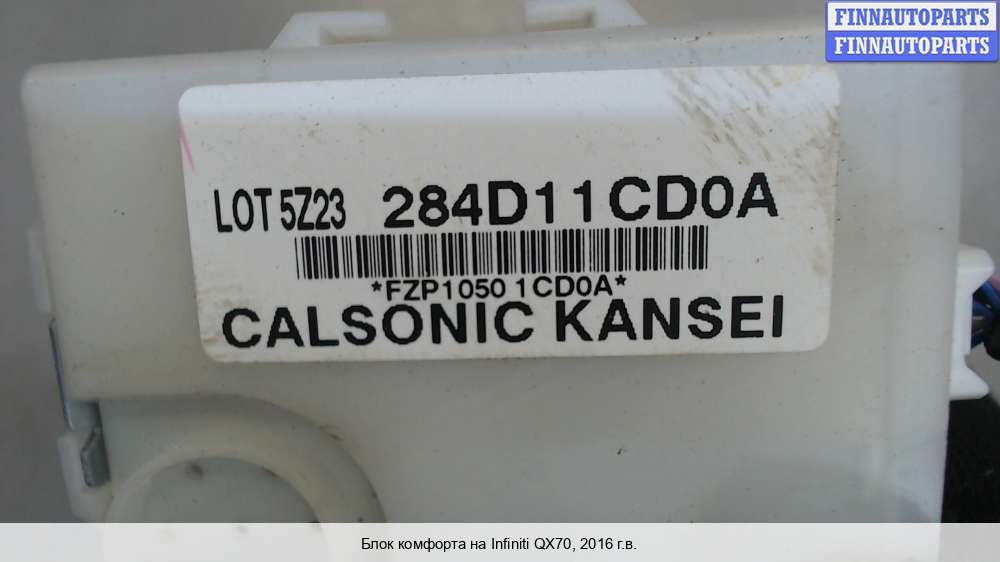 FINNAUTOPARTS
FINNAUTOPARTS
LOT 5Z23 284D11CD0A
*FZP1050 1CD0A*
CALSONIC KANSEI
Блок комфорта на Infiniti QX70, 2016 г.в.